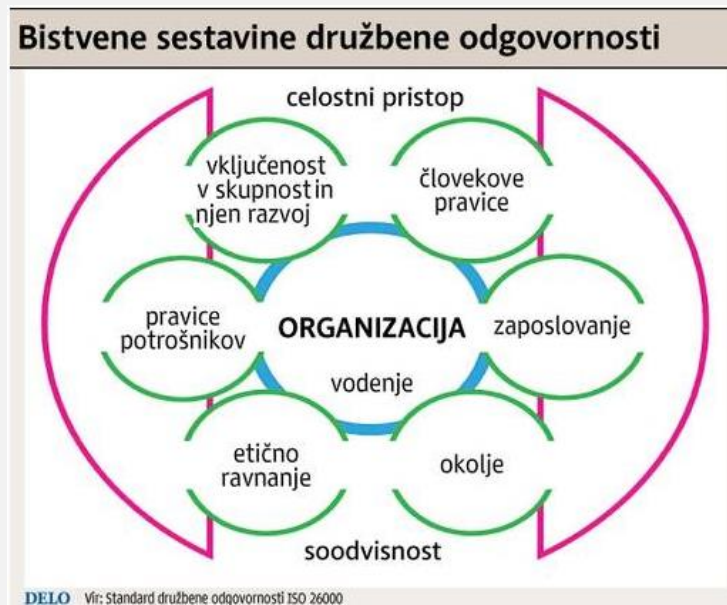 Bistvene sestavine družbene odgovornosti
celostni pristop
vključenost
v skupnost in
njen razvoj
človekove
pravice
pravice
potrošnikov
ORGANIZACIJA
vodenje
zaposlovanje
etično
ravnanje
okolje
soodvisnost
DELO Vir: Standard družbene odgovornosti ISO 26000